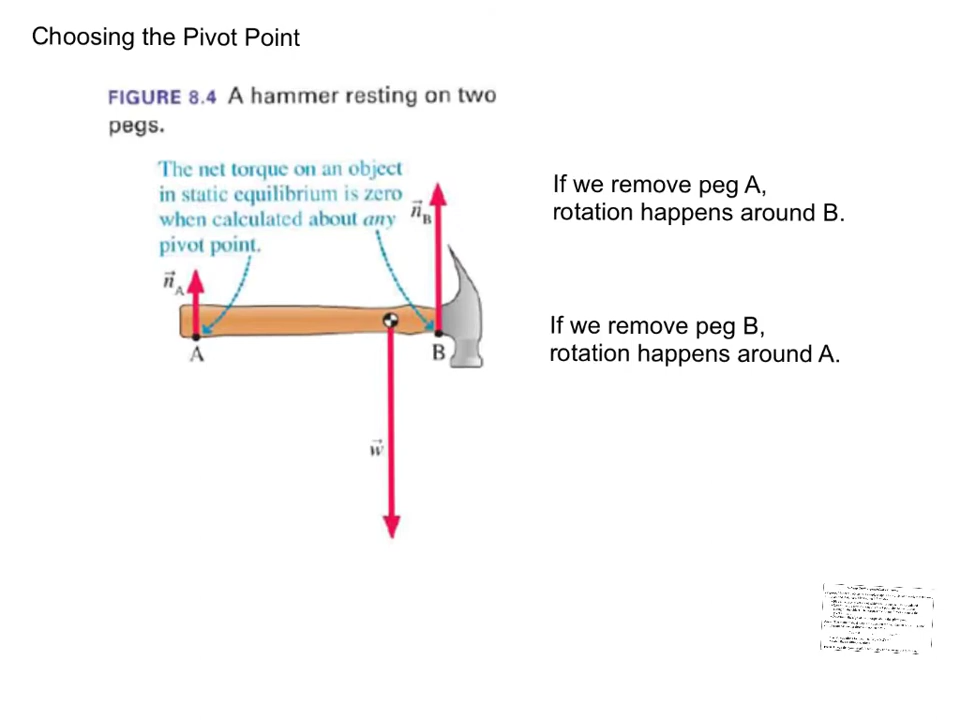 Choosing the Pivot Point
FIGURE 8.4 A hammer resting on two
pegs.
The net torque on an object
in static equilibrium is zero
when calculated about any
pivot point.
n⃗B
n⃗A
A
B
w⃗
If we remove peg A,
rotation happens around B.
If we remove peg B,
rotation happens around A.